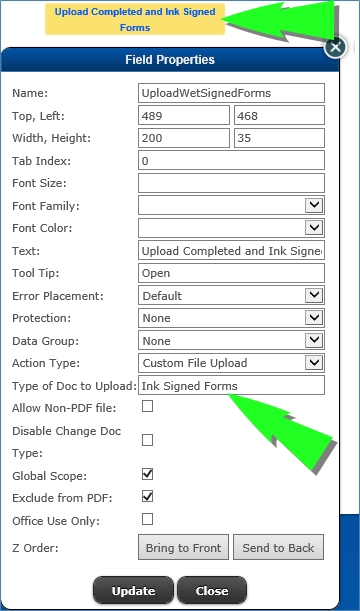 Upload Completed and Ink Signed
Forms
Field Properties
Name: UploadWetSignedForms
Top, Left: 489 468
Width, Height: 200 35
Tab Index: 0
Font Size:
Font Family:
Font Color:
Text: Upload Completed and Ink Signe
Tool Tip: Open
Error Placement: Default
Protection: None
Data Group: None
Action Type: Custom File Upload
Type of Doc to Upload: Ink Signed Forms
Allow Non-PDF file:
Disable Change Doc
Type:
Global Scope:
Exclude from PDF:
Office Use Only:
Z Order: Bring to Front Send to Back
Update Close